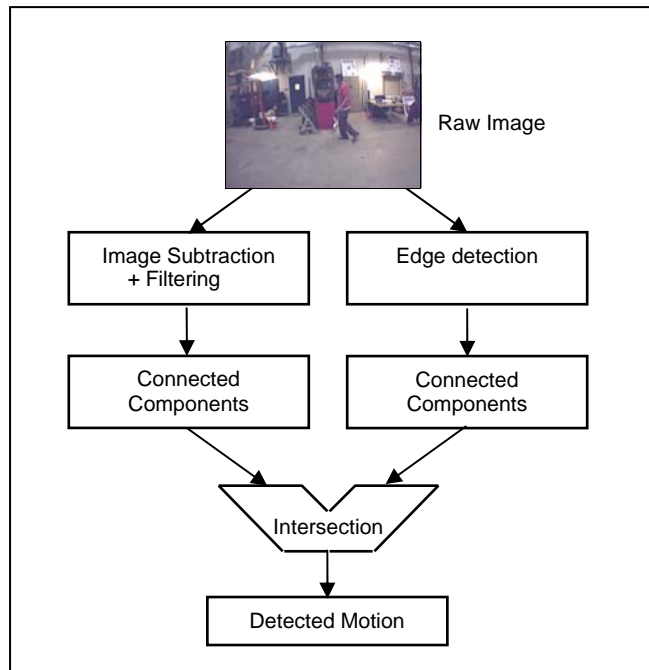 Raw Image
Image Subtraction
+ Filtering
Edge detection
Connected
Components
Connected
Components
Intersection
Detected Motion